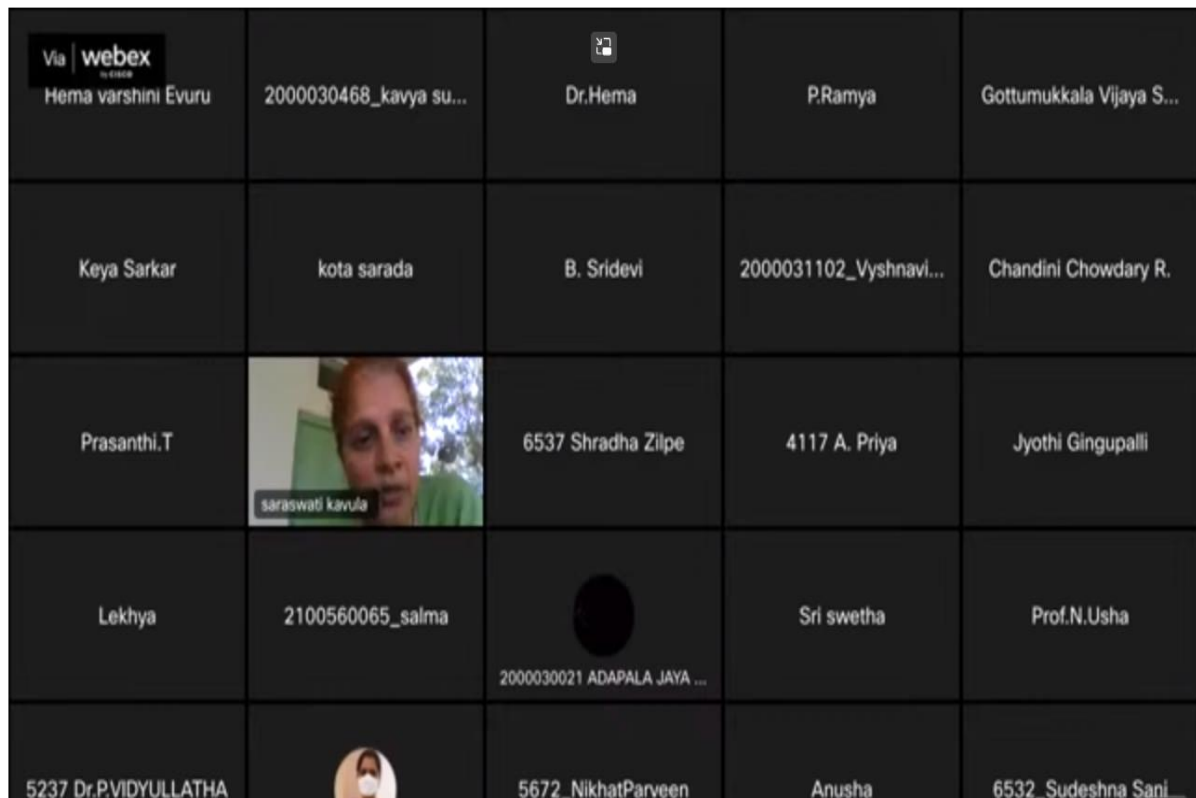 Via webex
by CISCO
Hema varshini Evuru
2000030468_kavya su...
Dr.Hema
P.Ramya
Gottumukkala Vijaya S...
Keya Sarkar
kota sarada
B. Sridevi
2000031102_Vyshnavi...
Chandini Chowdary R.
Prasanthi.T
saraswati kavula
6537 Shradha Zilpe
4117 A. Priya
Jyothi Gingupalli
Lekhya
2100560065_salma
2000030021 ADAPALA JAYA ...
Sri swetha
Prof.N.Usha
5237 Dr.P.VIDYULLATHA
5672_NikhatParveen
Anusha
6532_Sudeshna Sani